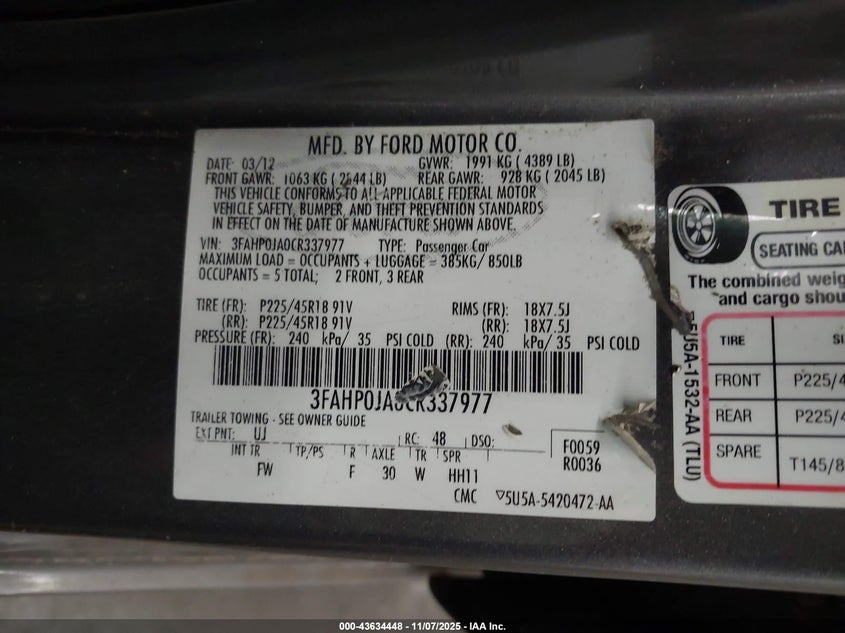 MFD. BY FORD MOTOR CO.
DATE: 03/12 GVWR: 1991 KG ( 4389 LB)
FRONT GAWR: 1063 KG ( 2344 LB) REAR GAWR: 928 KG ( 2045 LB)
THIS VEHICLE CONFORMS TO ALL APPLICABLE FEDERAL MOTOR
VEHICLE SAFETY, BUMPER, AND THEFT PREVENTION STANDARDS
IN EFFECT ON THE DATE OF MANUFACTURE SHOWN ABOVE.
VIN: 3FAHP0JA0CR337977 TYPE: Passenger Car
MAXIMUM LOAD = OCCUPANTS + LUGGAGE = 385KG/ 850LB
OCCUPANTS = 5 TOTAL; 2 FRONT, 3 REAR
TIRE (FR): P225/45R18 91V RIMS (FR): 18X7.5J
(RR): P225/45R18 91V (RR): 18X7.5J
PRESSURE (FR): 240 kPa/ 35 PSI COLD (RR): 240 kPa/ 35 PSI COLD
3FAHP0JA0CR337977
TRAILER TOWING - SEE OWNER GUIDE
EXT PNT: UJ RC: 48 DSO:
INT TR TP/PS R AXLE TR SPR
FW F 30 W HH11
F0059
R0036
CMC 5U5A-5420472-AA
TIRE
SEATING CA
The combined weig
and cargo shou
TIRE SI
FRONT P225/4
REAR P225/4
SPARE T145/8
5U5A-1532-AA (TLU)
000-43634448 - 11/07/2025 - IAA Inc.